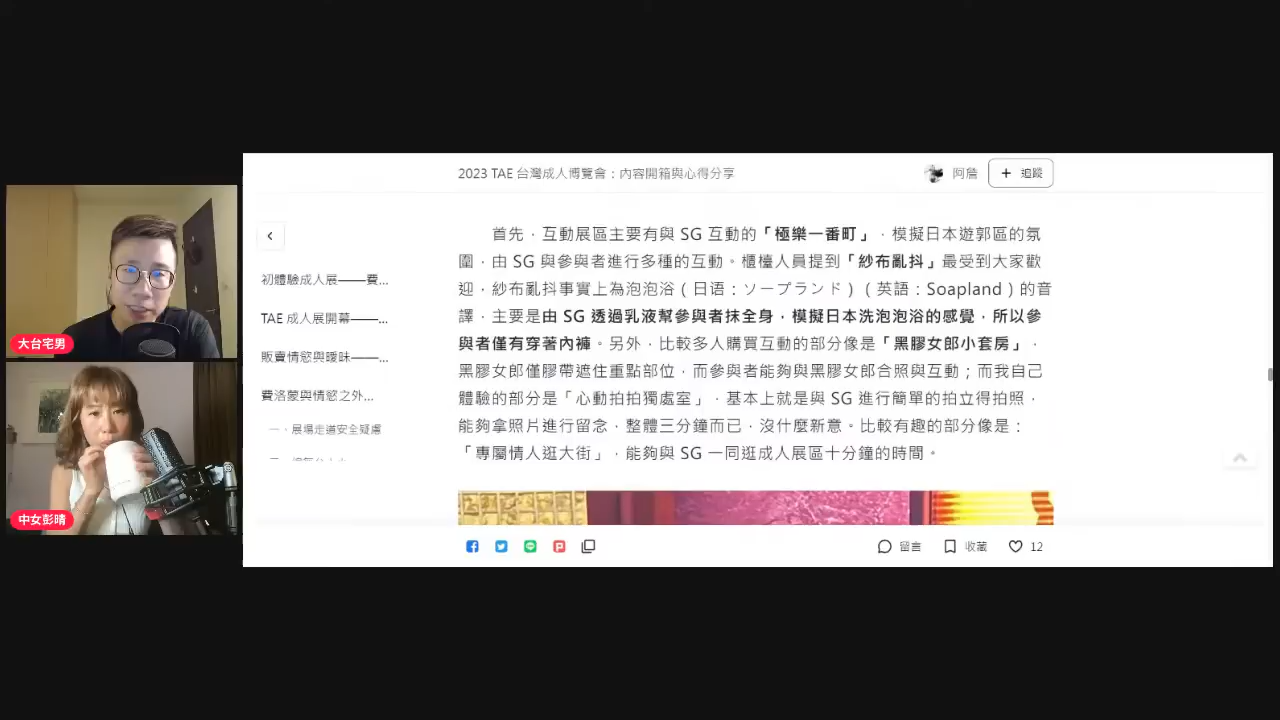 2023 TAE 台灣成人博覽會：內容開箱與心得分享
阿詹
+ 追蹤
初體驗成人展——費...
TAE 成人展開幕——...
販賣情慾與曖昧——...
費洛蒙與情慾之外...
一、展場走道安全疑慮
首先，互動展區主要有與 SG 互動的「極樂一番町」，模擬日本遊郭區的氛
圍，由 SG 與參與者進行多種的互動。櫃檯人員提到「紗布亂抖」最受到大家歡
迎，紗布亂抖事實上為泡泡浴（日语：ソープランド）（英語：Soapland）的音
譯，主要是由 SG 透過乳液幫參與者抹全身，模擬日本洗泡泡浴的感覺，所以參
與者僅有穿著內褲。另外，比較多人購買互動的部分像是「黑膠女郎小套房」，
黑膠女郎僅膠帶遮住重點部位，而參與者能夠與黑膠女郎合照與互動；而我自己
體驗的部分是「心動拍拍獨處室」，基本上就是與 SG 進行簡單的拍立得拍照，
能夠拿照片進行留念，整體三分鐘而已，沒什麼新意。比較有趣的部分像是：
「專屬情人逛大街」，能夠與 SG 一同逛成人展區十分鐘的時間。
留言
收藏
12
大台宅男
中女彭晴